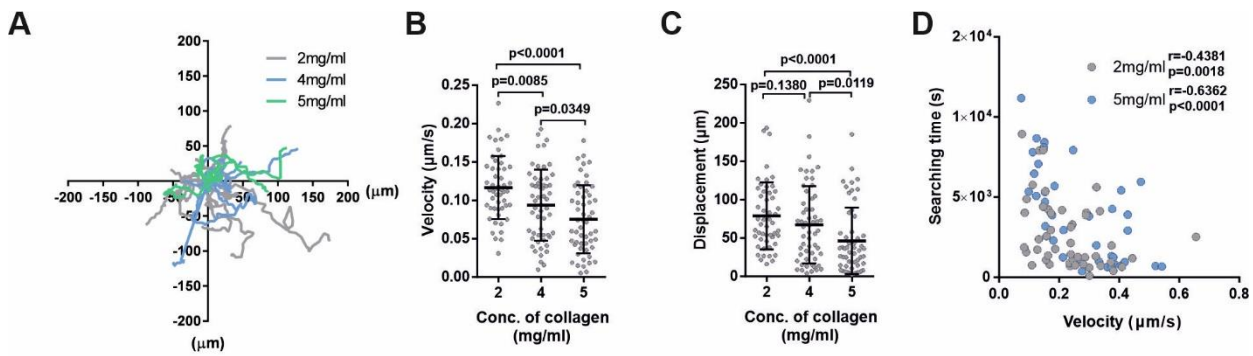 A
200
150
100
50
-50
-100
-150
-200
-200 -150 -100 -50 50 100 150 200
(μm)
(μm)
2mg/ml
4mg/ml
5mg/ml
B
p<0.0001
p=0.0085
p=0.0349
0.25
0.20
0.15
0.10
0.05
0.00
Velocity (μm/s)
2 4 5
Conc. of collagen
(mg/ml)
C
p<0.0001
p=0.1380 p=0.0119
250
200
150
100
50
0
Displacement (μm)
2 4 5
Conc. of collagen
(mg/ml)
D
2×10⁴
1×10⁴
5×10³
0
Searching time (s)
2mg/ml r=-0.4381
p=0.0018
5mg/ml r=-0.6362
p<0.0001
0.0 0.2 0.4 0.6 0.8
Velocity (μm/s)